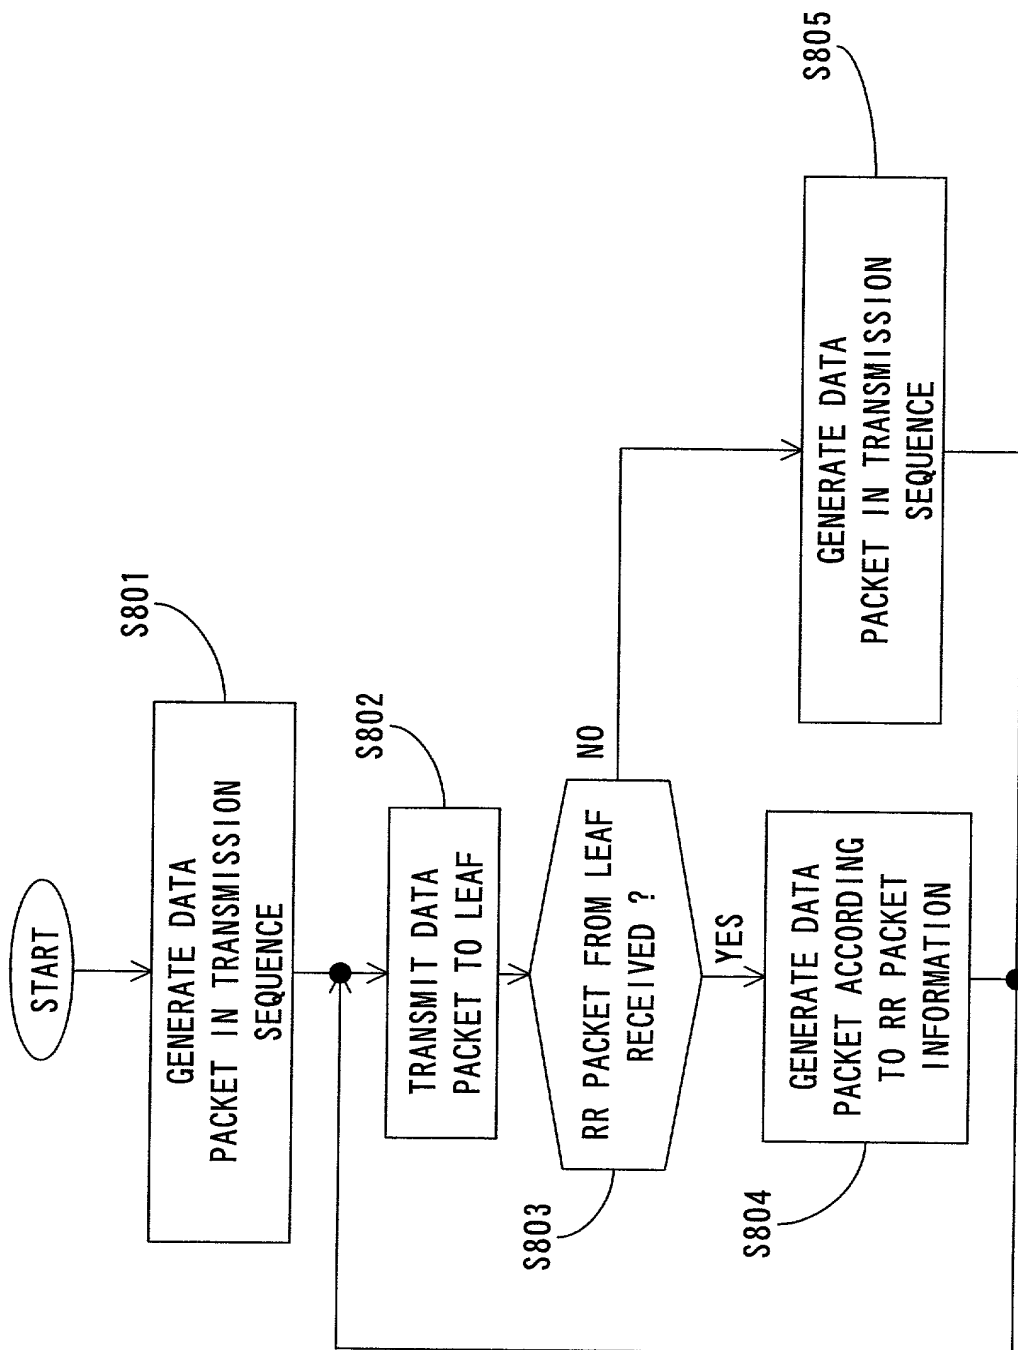 START
S801
GENERATE DATA
PACKET IN TRANSMISSION
SEQUENCE
S802
TRANSMIT DATA
PACKET TO LEAF
S803
RR PACKET FROM LEAF
RECEIVED ?
NO
YES
S804
GENERATE DATA
PACKET ACCORDING
TO RR PACKET
INFORMATION
S805
GENERATE DATA
PACKET IN TRANSMISSION
SEQUENCE